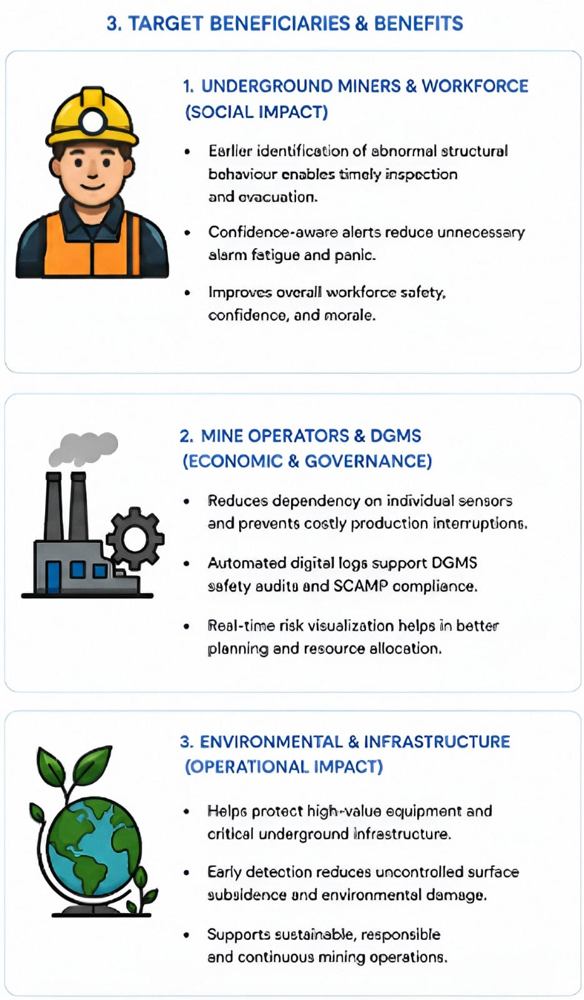 3. TARGET BENEFICIARIES & BENEFITS
1. UNDERGROUND MINERS & WORKFORCE
(SOCIAL IMPACT)
• Earlier identification of abnormal structural
behaviour enables timely inspection
and evacuation.
• Confidence-aware alerts reduce unnecessary
alarm fatigue and panic.
• Improves overall workforce safety,
confidence, and morale.
2. MINE OPERATORS & DGMS
(ECONOMIC & GOVERNANCE)
• Reduces dependency on individual sensors
and prevents costly production interruptions.
• Automated digital logs support DGMS
safety audits and SCAMP compliance.
• Real-time risk visualization helps in better
planning and resource allocation.
3. ENVIRONMENTAL & INFRASTRUCTURE
(OPERATIONAL IMPACT)
• Helps protect high-value equipment and
critical underground infrastructure.
• Early detection reduces uncontrolled surface
subsidence and environmental damage.
• Supports sustainable, responsible
and continuous mining operations.